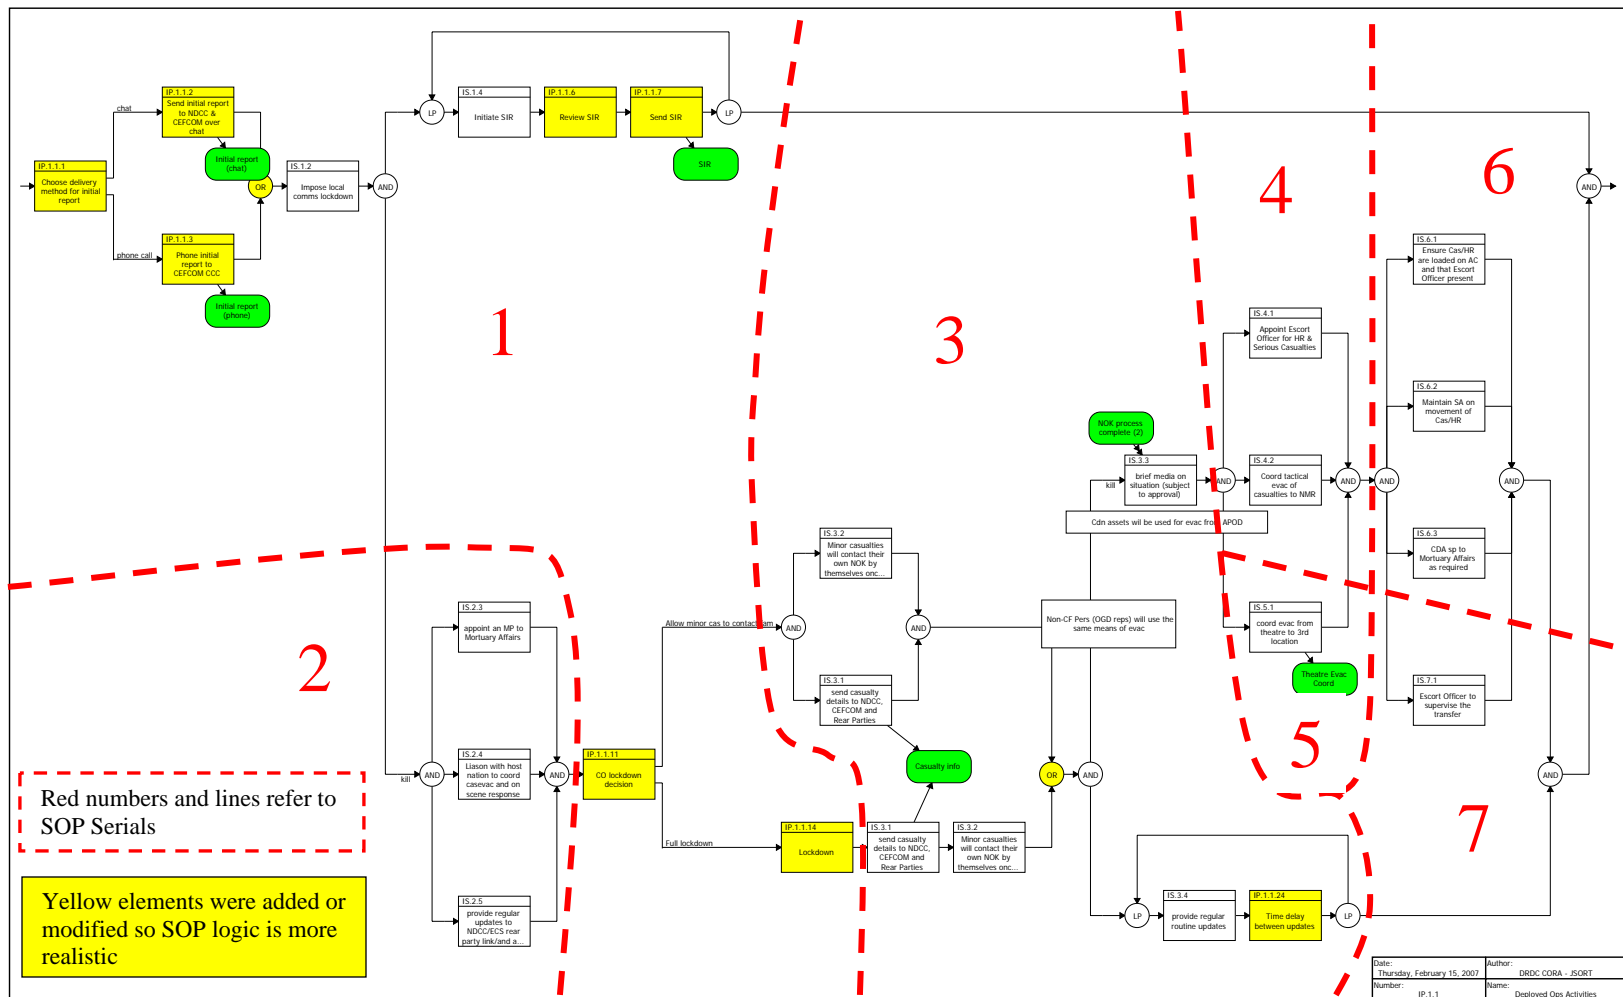 IP.1.1.1
Choose delivery
method for initial
report
chat
phone call
IP.1.1.2
Send initial report
to NDCC &
CEFCOM over
chat
Initial report
(chat)
IP.1.1.3
Phone initial
report to
CEFCOM CCC
Initial report
(phone)
OR
IS.1.2
Impose local
comms lockdown
AND
LP
IS.1.4
Initiate SIR
IP.1.1.6
Review SIR
IP.1.1.7
Send SIR
SIR
LP
1
2
3
4
5
6
7
kill
AND
IS.2.3
appoint an MP to
Mortuary Affairs
IS.2.4
Liason with host
nation to coord
casevac and on
scene response
IS.2.5
provide regular
updates to
NDCC/ECS rear
party link/and a...
AND
IP.1.1.11
CO lockdown
decision
Allow minor cas to contact
am
Full lockdown
AND
IS.3.2
Minor casualties
will contact their
own NOK by
themselves onc...
IS.3.1
send casualty
details to NDCC,
CEFCOM and
Rear Parties
AND
Casualty info
IP.1.1.14
Lockdown
IS.3.1
send casualty
details to NDCC,
CEFCOM and
Rear Parties
IS.3.2
Minor casualties
will contact their
own NOK by
themselves onc...
OR
AND
Non-CF Pers (OGD reps) will use the
same means of evac
Cdn assets wil be used for evac from APOD
NOK process
complete (2)
kill
IS.3.3
brief media on
situation (subject
to approval)
AND
IS.4.1
Appoint Escort
Officer for HR &
Serious Casualties
IS.4.2
Coord tactical
evac of
casualties to NMR
IS.5.1
coord evac from
theatre to 3rd
location
Theatre Evac
Coord
AND
AND
IS.6.1
Ensure Cas/HR
are loaded on AC
and that Escort
Officer present
IS.6.2
Maintain SA on
movement of
Cas/HR
IS.6.3
CDA sp to
Mortuary Affairs
as required
IS.7.1
Escort Officer to
supervise the
transfer
AND
LP
IS.3.4
provide regular
routine updates
IP.1.1.24
Time delay
between updates
LP
AND
AND
Red numbers and lines refer to
SOP Serials
Yellow elements were added or
modified so SOP logic is more
realistic
Date:
Thursday, February 15, 2007
Author:
DRDC CORA - JSORT
Number:
IP.1.1
Name:
Deployed Ops Activities